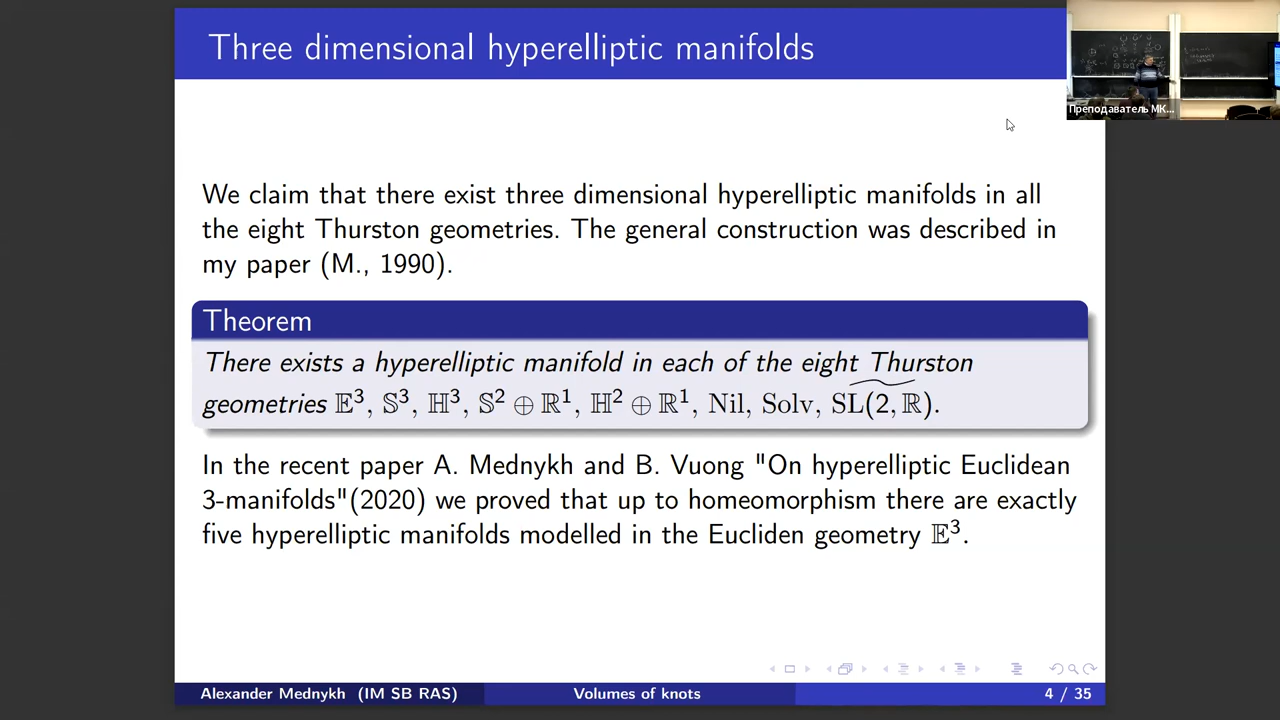 Three dimensional hyperelliptic manifolds
Преподаватель МК...
We claim that there exist three dimensional hyperelliptic manifolds in all
the eight Thurston geometries. The general construction was described in
my paper (M., 1990).
Theorem
There exists a hyperelliptic manifold in each of the eight Thurston
geometries 𝔼³, 𝕊³, ℍ³, 𝕊² ⊕ ℝ¹, ℍ² ⊕ ℝ¹, Nil, Solv, S͠L͠(2, ℝ).
In the recent paper A. Mednykh and B. Vuong "On hyperelliptic Euclidean
3-manifolds"(2020) we proved that up to homeomorphism there are exactly
five hyperelliptic manifolds modelled in the Eucliden geometry 𝔼³.
Alexander Mednykh (IM SB RAS)
Volumes of knots
4 / 35